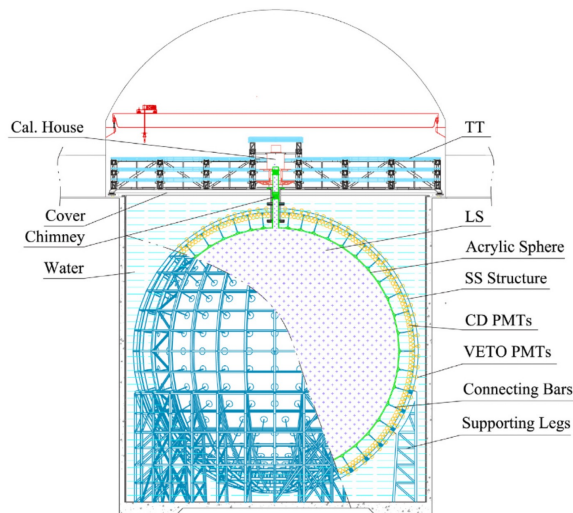 Cal. House
TT
Cover
Chimney
Water
LS
Acrylic Sphere
SS Structure
CD PMTs
VETO PMTs
Connecting Bars
Supporting Legs